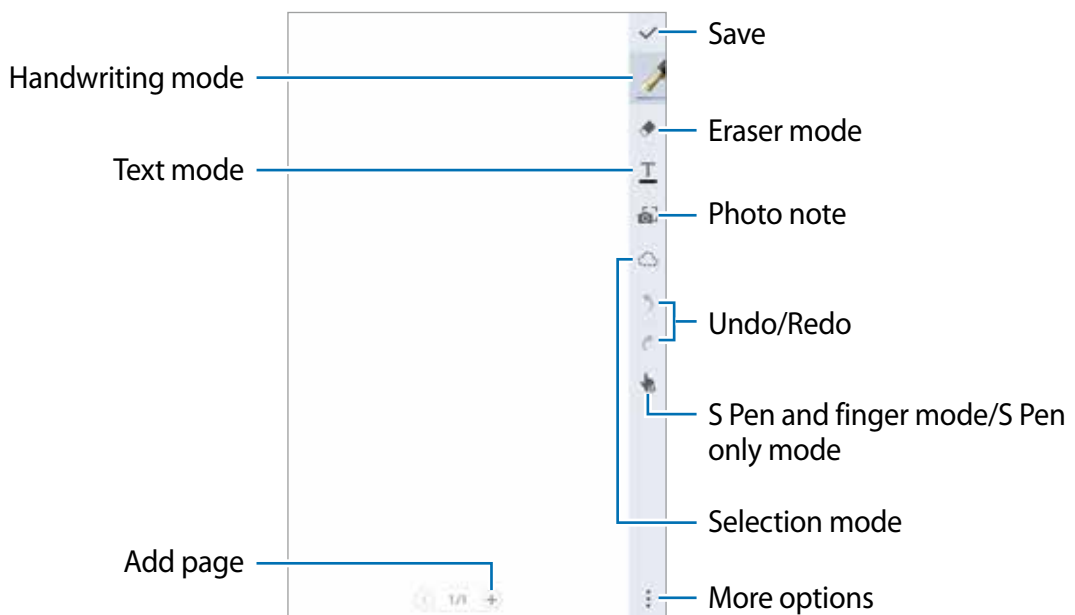 Save
Handwriting mode
Eraser mode
Text mode
T
Photo note
Undo/Redo
S Pen and finger mode/S Pen
only mode
Selection mode
Add page
1/1
More options